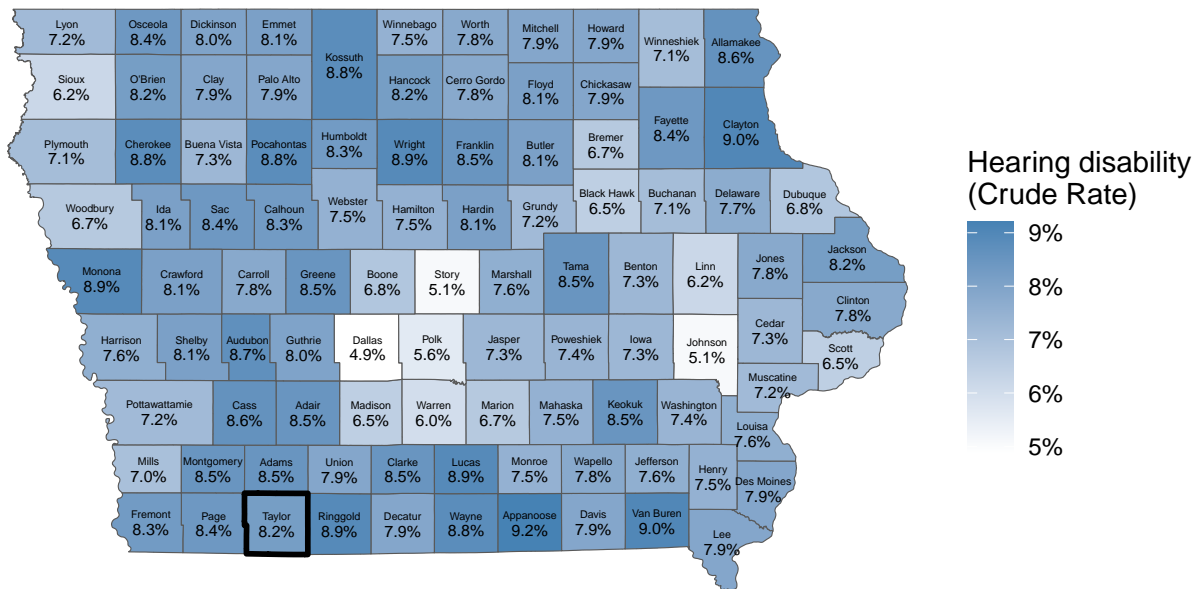 Lyon
7.2%
Osceola
8.4%
Dickinson
8.0%
Emmet
8.1%
Kossuth
8.8%
Winnebago
7.5%
Worth
7.8%
Mitchell
7.9%
Howard
7.9%
Winneshiek
7.1%
Allamakee
8.6%
Sioux
6.2%
O'Brien
8.2%
Clay
7.9%
Palo Alto
7.9%
Hancock
8.2%
Cerro Gordo
7.8%
Floyd
8.1%
Chickasaw
7.9%
Fayette
8.4%
Clayton
9.0%
Plymouth
7.1%
Cherokee
8.8%
Buena Vista
7.3%
Pocahontas
8.8%
Humboldt
8.3%
Wright
8.9%
Franklin
8.5%
Butler
8.1%
Bremer
6.7%
Woodbury
6.7%
Ida
8.1%
Sac
8.4%
Calhoun
8.3%
Webster
7.5%
Hamilton
7.5%
Hardin
8.1%
Grundy
7.2%
Black Hawk
6.5%
Buchanan
7.1%
Delaware
7.7%
Dubuque
6.8%
Monona
8.9%
Crawford
8.1%
Carroll
7.8%
Greene
8.5%
Boone
6.8%
Story
5.1%
Marshall
7.6%
Tama
8.5%
Benton
7.3%
Linn
6.2%
Jones
7.8%
Jackson
8.2%
Clinton
7.8%
Harrison
7.6%
Shelby
8.1%
Audubon
8.7%
Guthrie
8.0%
Dallas
4.9%
Polk
5.6%
Jasper
7.3%
Poweshiek
7.4%
Iowa
7.3%
Johnson
5.1%
Cedar
7.3%
Scott
6.5%
Muscatine
7.2%
Pottawattamie
7.2%
Cass
8.6%
Adair
8.5%
Madison
6.5%
Warren
6.0%
Marion
6.7%
Mahaska
7.5%
Keokuk
8.5%
Washington
7.4%
Louisa
7.6%
Mills
7.0%
Montgomery
8.5%
Adams
8.5%
Union
7.9%
Clarke
8.5%
Lucas
8.9%
Monroe
7.5%
Wapello
7.8%
Jefferson
7.6%
Henry
7.5%
Des Moines
7.9%
Fremont
8.3%
Page
8.4%
Taylor
8.2%
Ringgold
8.9%
Decatur
7.9%
Wayne
8.8%
Appanoose
9.2%
Davis
7.9%
Van Buren
9.0%
Lee
7.9%
Hearing disability
(Crude Rate)
9%
8%
7%
6%
5%